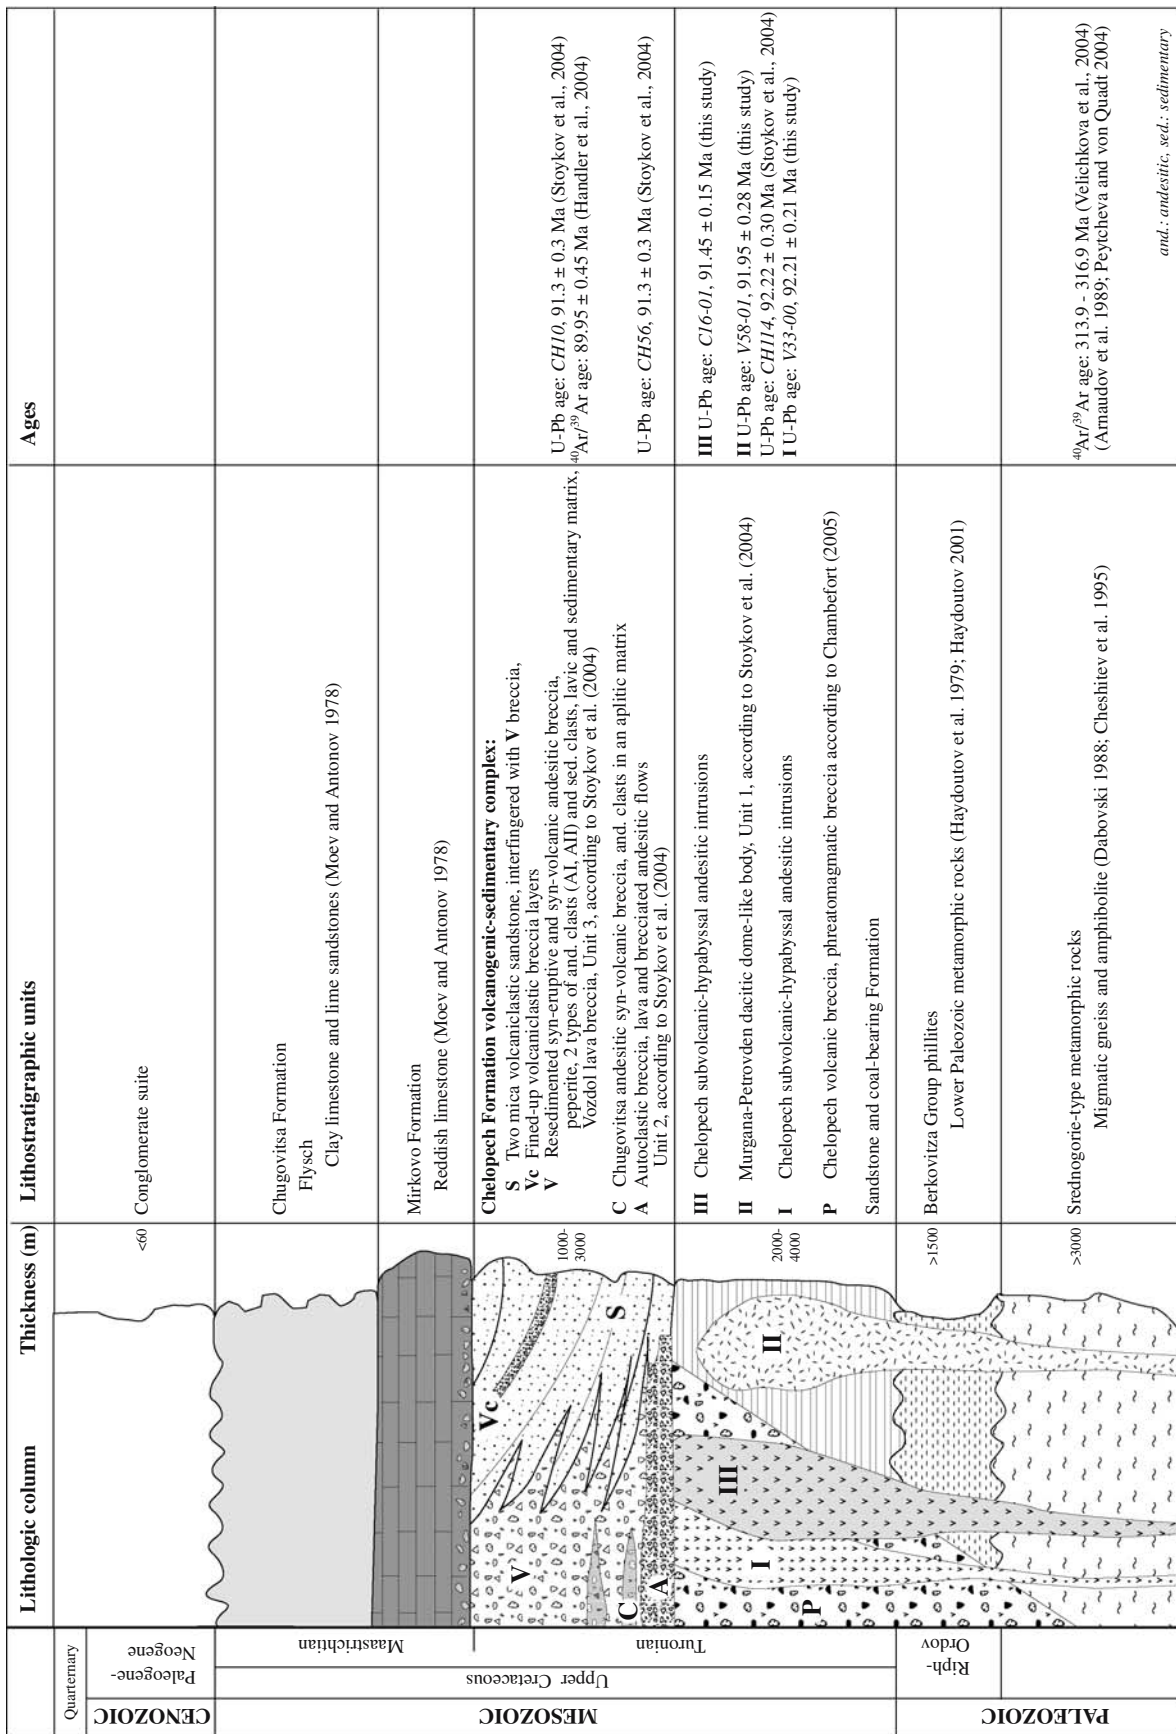 Lithologic column
Thickness (m)
Lithostratigraphic units
Ages
Quarternary
CENOZOIC
Paleogene-
Neogene
<60
Conglomerate suite
MESOZOIC
Upper Cretaceous
Maastrichtian
Chugovitsa Formation
Flysch
Clay limestone and lime sandstones (Moev and Antonov 1978)
Mirkovo Formation
Reddish limestone (Moev and Antonov 1978)
Turonian
Vc
V
S
C
A
1000-
3000
Chelopech Formation volcanogenic-sedimentary complex:
S Two mica volcaniclastic sandstone, interfingered with V breccia,
Vc Fined-up volcaniclastic breccia layers
V Resedimented syn-eruptive and syn-volcanic andesitic breccia,
peperite, 2 types of and. clasts (AI, AII) and sed. clasts, lavic and sedimentary matrix,
Vozdol lava breccia, Unit 3, according to Stoykov et al. (2004)
C Chugovitsa andesitic syn-volcanic breccia, and. clasts in an aplitic matrix
A Autoclastic breccia, lava and brecciated andesitic flows
Unit 2, according to Stoykov et al. (2004)
U-Pb age: CH10, 91.3 ± 0.3 Ma (Stoykov et al., 2004)
⁴⁰Ar/³⁹Ar age: 89.95 ± 0.45 Ma (Handler et al., 2004)
U-Pb age: CH56, 91.3 ± 0.3 Ma (Stoykov et al., 2004)
III
II
I
P
2000-
4000
III Chelopech subvolcanic-hypabyssal andesitic intrusions
II Murgana-Petrovden dacitic dome-like body, Unit 1, according to Stoykov et al. (2004)
I Chelopech subvolcanic-hypabyssal andesitic intrusions
P Chelopech volcanic breccia, phreatomagmatic breccia according to Chambefort (2005)
Sandstone and coal-bearing Formation
III U-Pb age: C16-01, 91.45 ± 0.15 Ma (this study)
II U-Pb age: V58-01, 91.95 ± 0.28 Ma (this study)
U-Pb age: CH114, 92.22 ± 0.30 Ma (Stoykov et al., 2004)
I U-Pb age: V33-00, 92.21 ± 0.21 Ma (this study)
PALEOZOIC
Riph-
Ordov
>1500
Berkovitza Group phillites
Lower Paleozoic metamorphic rocks (Haydoutov et al. 1979; Haydoutov 2001)
>3000
Srednogorie-type metamorphic rocks
Migmatic gneiss and amphibolite (Dabovski 1988; Cheshitev et al. 1995)
⁴⁰Ar/³⁹Ar age: 313.9 - 316.9 Ma (Velichkova et al., 2004)
(Arnaudov et al. 1989; Peytcheva and von Quadt 2004)
and.: andesitic, sed.: sedimentary